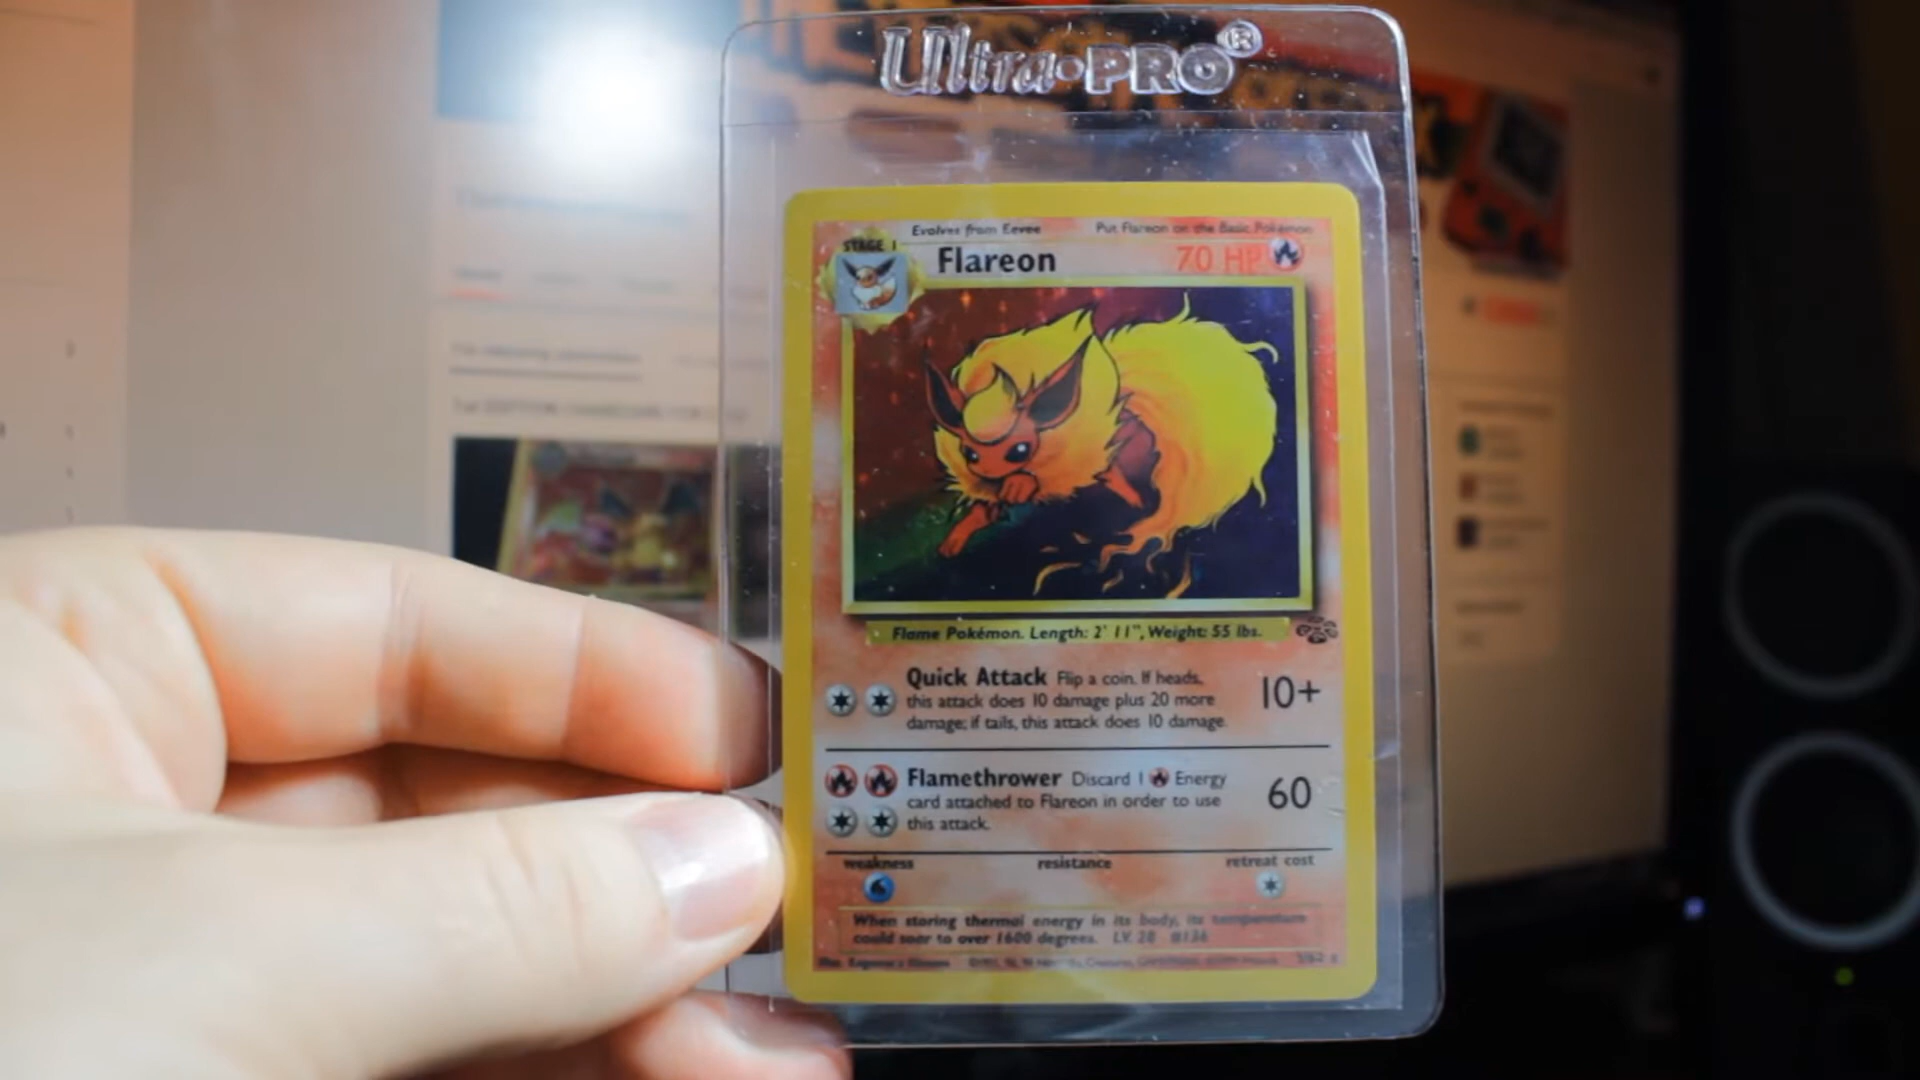 Ultra•PRO®
Evolves from Eevee Put Flareon on the Basic Pokémon
STAGE 1
Flareon 70 HP
Flame Pokémon. Length: 2' 11", Weight: 55 lbs.
Quick Attack Flip a coin. If heads,
this attack does 10 damage plus 20 more
damage; if tails, this attack does 10 damage.
10+
Flamethrower Discard 1 Energy
card attached to Flareon in order to use
this attack.
60
weakness resistance retreat cost
When storing thermal energy in its body, its temperature
could soar to over 1600 degrees. LV. 28 #136